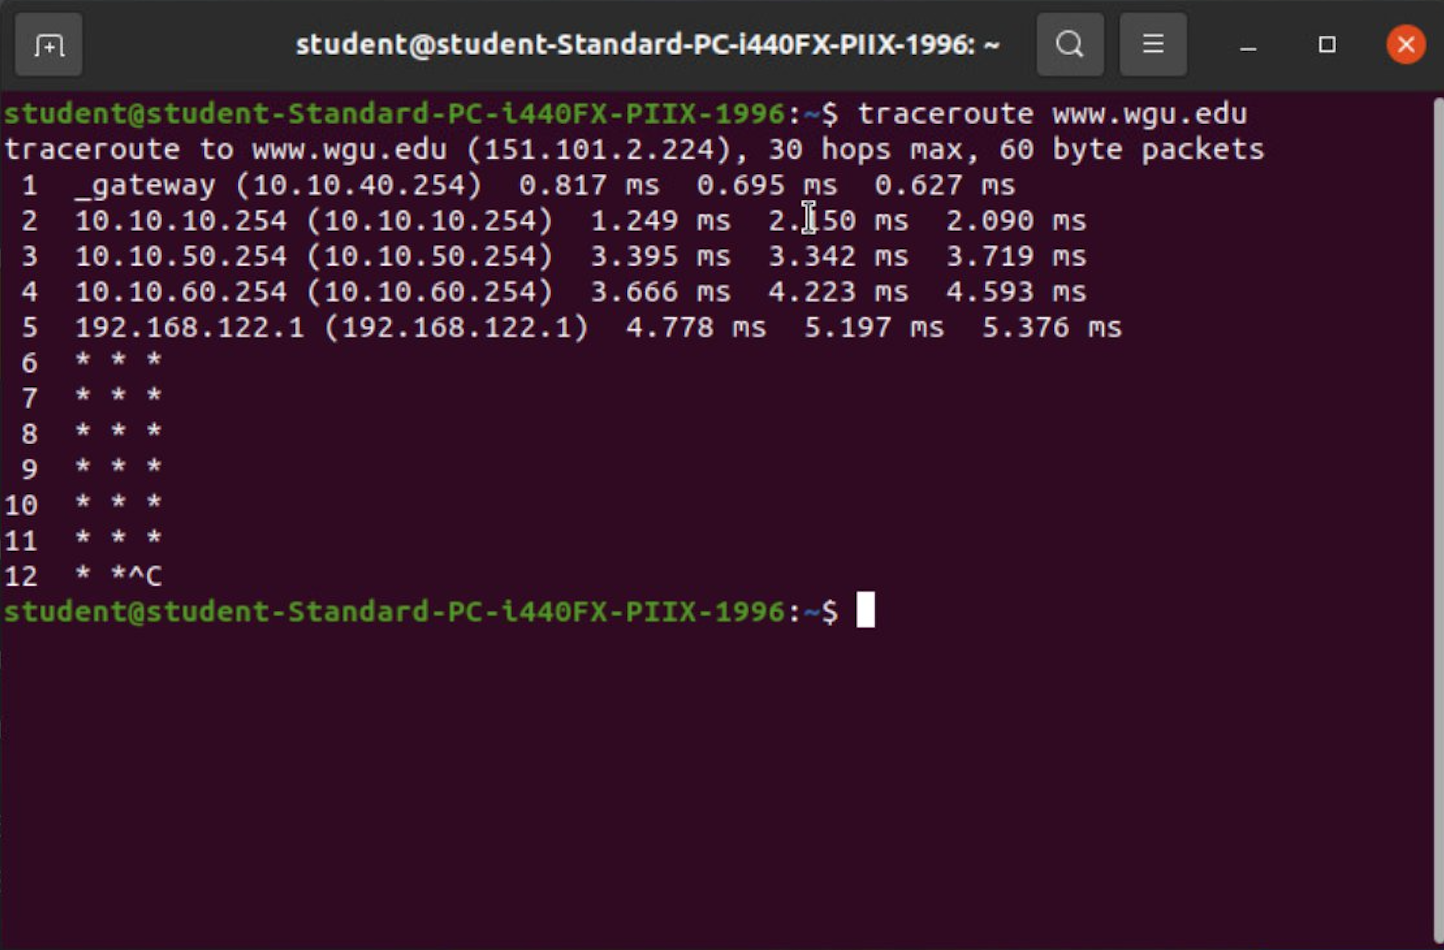 student@student-Standard-PC-i440FX-PIIX-1996: ~
student@student-Standard-PC-i440FX-PIIX-1996:~$ traceroute www.wgu.edu
traceroute to www.wgu.edu (151.101.2.224), 30 hops max, 60 byte packets
 1  _gateway (10.10.40.254)  0.817 ms  0.695 ms  0.627 ms
 2  10.10.10.254 (10.10.10.254)  1.249 ms  2.150 ms  2.090 ms
 3  10.10.50.254 (10.10.50.254)  3.395 ms  3.342 ms  3.719 ms
 4  10.10.60.254 (10.10.60.254)  3.666 ms  4.223 ms  4.593 ms
 5  192.168.122.1 (192.168.122.1)  4.778 ms  5.197 ms  5.376 ms
 6  * * *
 7  * * *
 8  * * *
 9  * * *
10  * * *
11  * * *
12  * *^C
student@student-Standard-PC-i440FX-PIIX-1996:~$